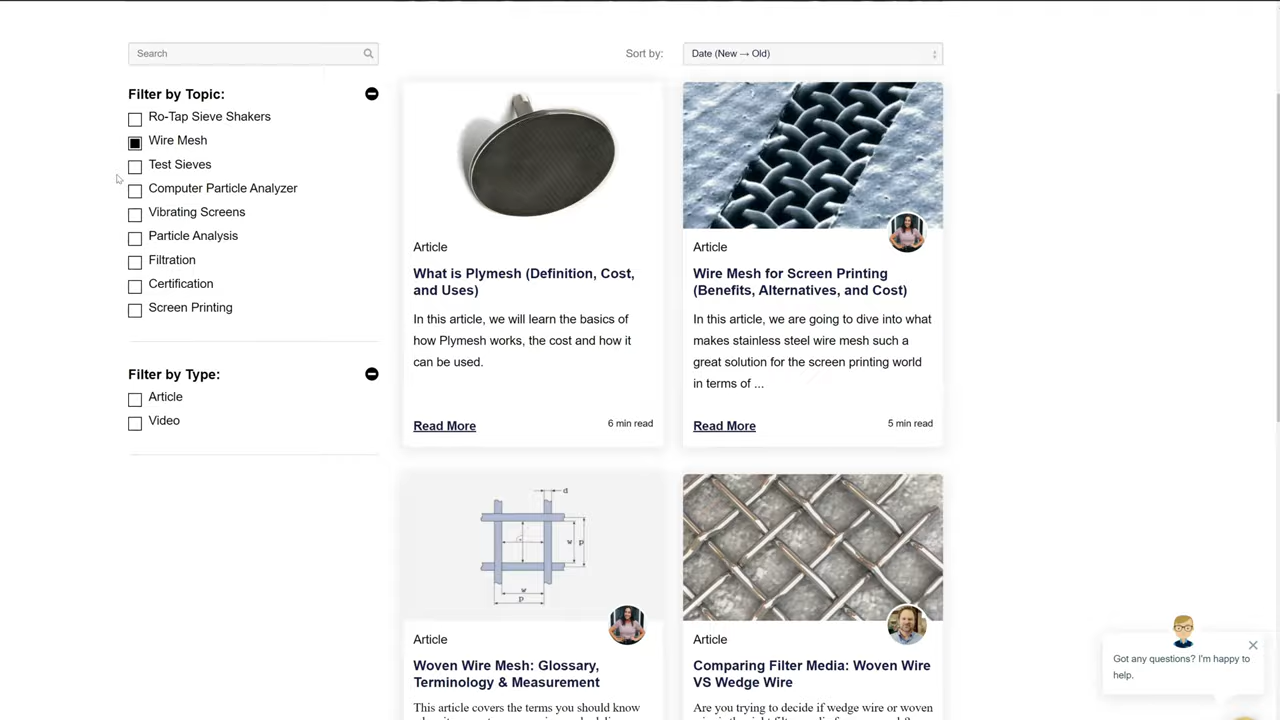 Search
Sort by:
Date (New → Old)
Filter by Topic:
Ro-Tap Sieve Shakers
Wire Mesh
Test Sieves
Computer Particle Analyzer
Vibrating Screens
Particle Analysis
Filtration
Certification
Screen Printing
Filter by Type:
Article
Video
Article
What is Plymesh (Definition, Cost,
and Uses)
In this article, we will learn the basics of
how Plymesh works, the cost and how it
can be used.
Read More
6 min read
Article
Wire Mesh for Screen Printing
(Benefits, Alternatives, and Cost)
In this article, we are going to dive into what
makes stainless steel wire mesh such a
great solution for the screen printing world
in terms of ...
Read More
5 min read
d
w p
w
p
Article
Woven Wire Mesh: Glossary,
Terminology & Measurement
This article covers the terms you should know
Article
Comparing Filter Media: Woven Wire
VS Wedge Wire
Are you trying to decide if wedge wire or woven
Got any questions? I'm happy to
help.